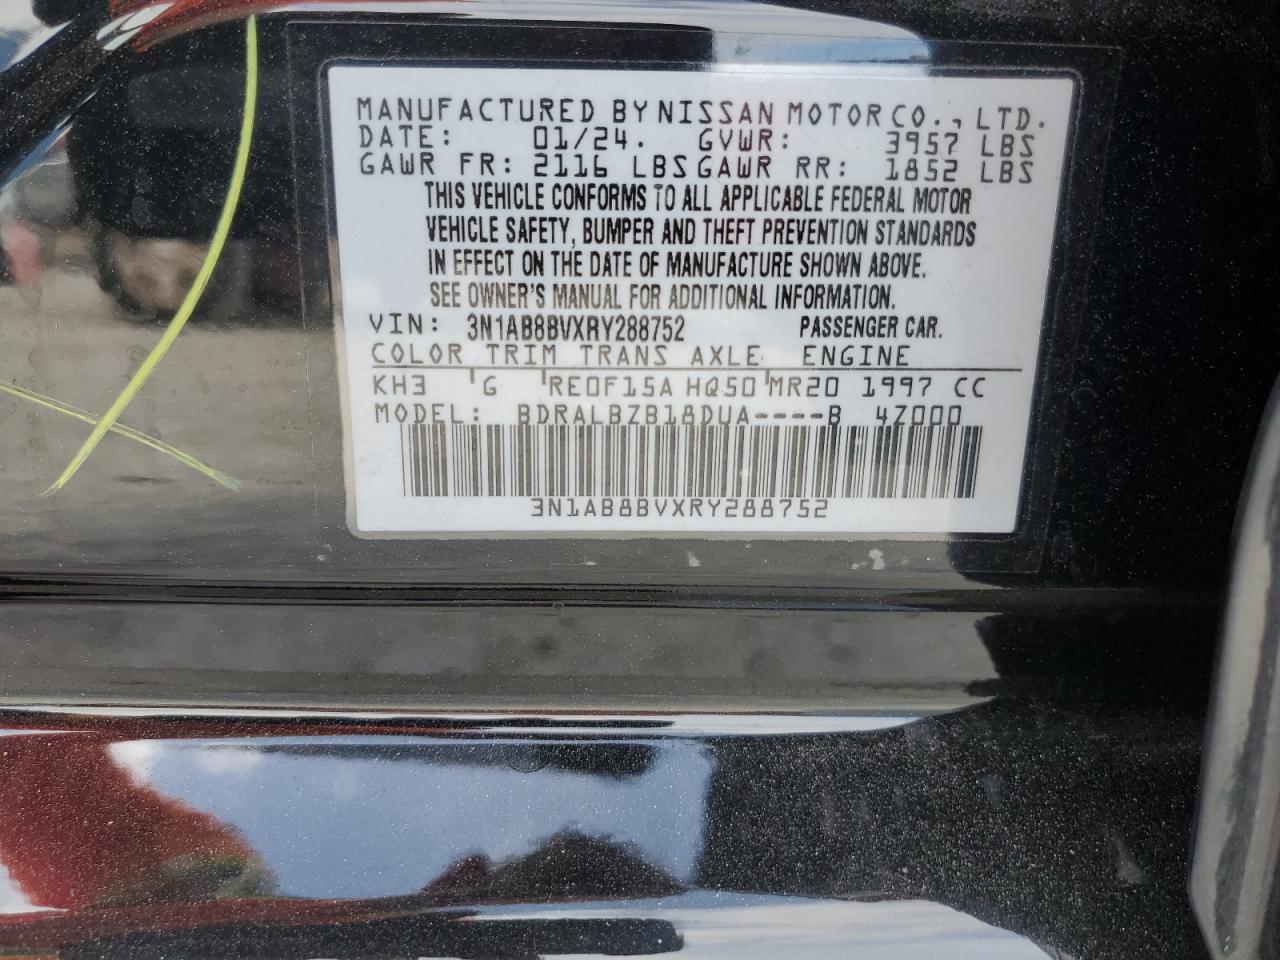 MANUFACTURED BY NISSAN MOTOR CO., LTD.
DATE: 01/24. GVWR: 3957 LBS
GAWR FR: 2116 LBS GAWR RR: 1852 LBS
THIS VEHICLE CONFORMS TO ALL APPLICABLE FEDERAL MOTOR
VEHICLE SAFETY, BUMPER AND THEFT PREVENTION STANDARDS
IN EFFECT ON THE DATE OF MANUFACTURE SHOWN ABOVE.
SEE OWNER'S MANUAL FOR ADDITIONAL INFORMATION.
VIN: 3N1AB8BVXRY288752 PASSENGER CAR.
COLOR TRIM TRANS AXLE ENGINE
KH3 'G 'RE0F15A HQ50'MR20 1997 CC
MODEL: BDRALBZB18DUA----B 4Z000
3N1AB8BVXRY288752